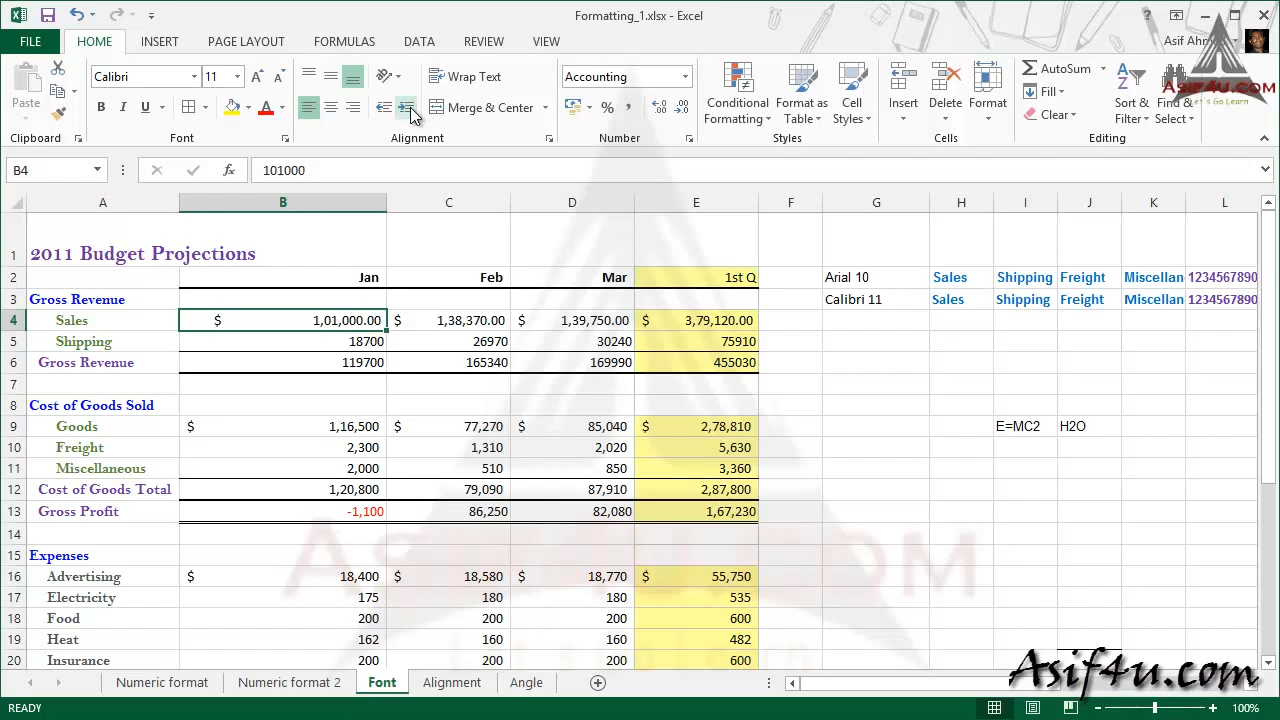 Formatting_1.xlsx - Excel
FILE HOME INSERT PAGE LAYOUT FORMULAS DATA REVIEW VIEW
Paste Calibri 11 Wrap Text Accounting Conditional Formatting Format as Table Cell Styles Insert Delete Format AutoSum Sort & Filter Find & Select
B I U Merge & Center % Fill
Clear
Clipboard Font Alignment Number Styles Cells Editing
Asif4u.com
Let's Go Learn
B4 fx 101000
A B C D E F G H I J K L
1 2011 Budget Projections
2 Jan Feb Mar 1st Q Arial 10 Sales Shipping Freight Miscellan 1234567890
3 Gross Revenue Calibri 11 Sales Shipping Freight Miscellan 1234567890
4 Sales $ 1,01,000.00 $ 1,38,370.00 $ 1,39,750.00 $ 3,79,120.00
5 Shipping 18700 26970 30240 75910
6 Gross Revenue 119700 165340 169990 455030
7
8 Cost of Goods Sold
9 Goods $ 1,16,500 $ 77,270 $ 85,040 $ 2,78,810 E=MC2 H2O
10 Freight 2,300 1,310 2,020 5,630
11 Miscellaneous 2,000 510 850 3,360
12 Cost of Goods Total 1,20,800 79,090 87,910 2,87,800
13 Gross Profit -1,100 86,250 82,080 1,67,230
14
15 Expenses
16 Advertising $ 18,400 $ 18,580 $ 18,770 $ 55,750
17 Electricity 175 180 180 535
18 Food 200 200 200 600
19 Heat 162 160 160 482
20 Insurance 200 200 200 600
Asif4u.com
Asif4u.com
Numeric format Numeric format 2 Font Alignment Angle
READY 100%